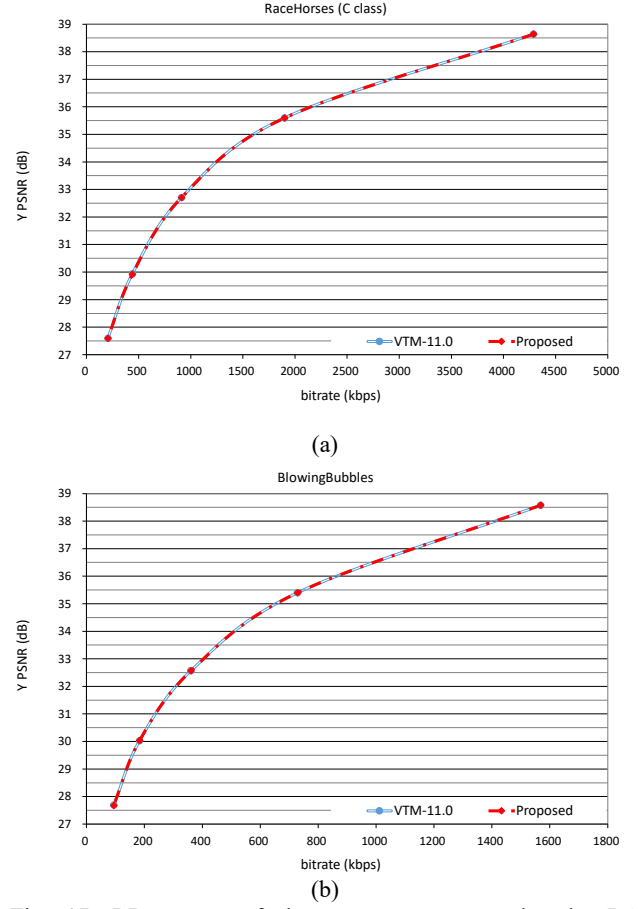 RaceHorses (C class)
39
38
37
36
35
34
33
32
31
30
29
28
27
Y PSNR (dB)
VTM-11.0 Proposed
0 500 1000 1500 2000 2500 3000 3500 4000 4500 5000
bitrate (kbps)
(a)
BlowingBubbles
39
38
37
36
35
34
33
32
31
30
29
28
27
Y PSNR (dB)
VTM-11.0 Proposed
0 200 400 600 800 1000 1200 1400 1600 1800
bitrate (kbps)
(b)